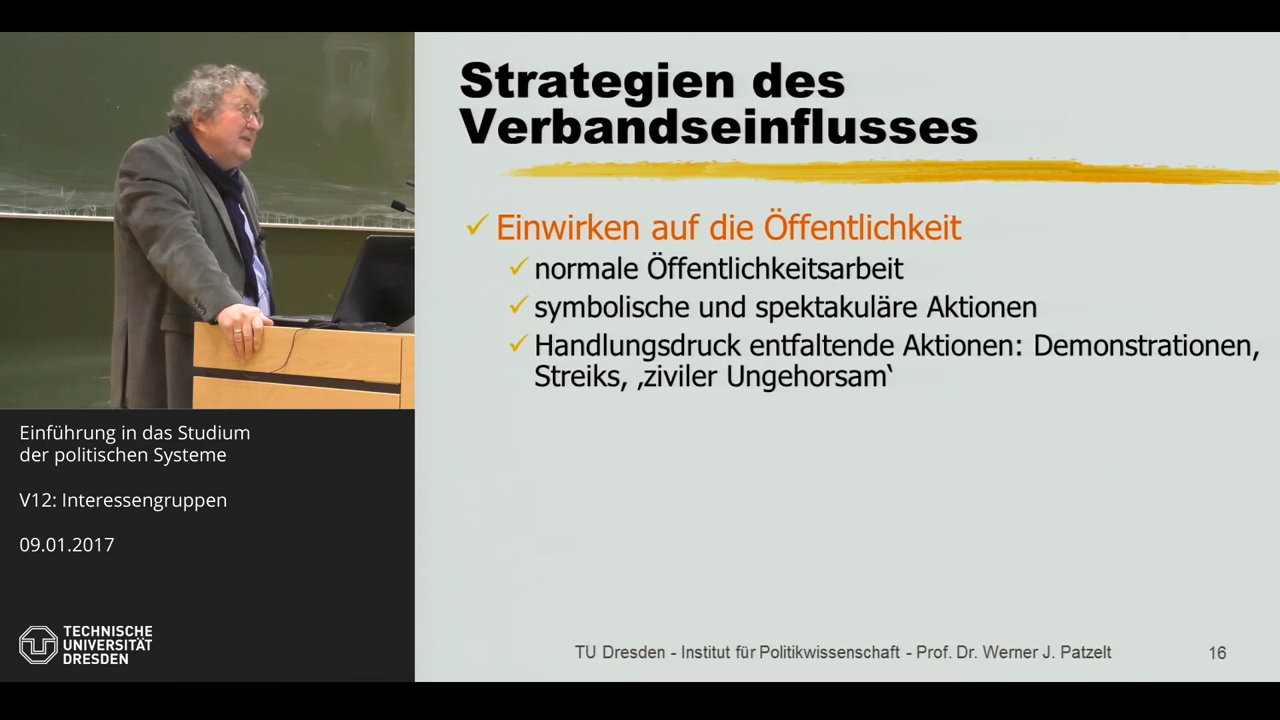 Strategien des
Verbandseinflusses
Einwirken auf die Öffentlichkeit
normale Öffentlichkeitsarbeit
symbolische und spektakuläre Aktionen
Handlungsdruck entfaltende Aktionen: Demonstrationen,
Streiks, ‚ziviler Ungehorsam‘
Einführung in das Studium
der politischen Systeme
V12: Interessengruppen
09.01.2017
TECHNISCHE
UNIVERSITÄT
DRESDEN
TU Dresden - Institut für Politikwissenschaft - Prof. Dr. Werner J. Patzelt
16